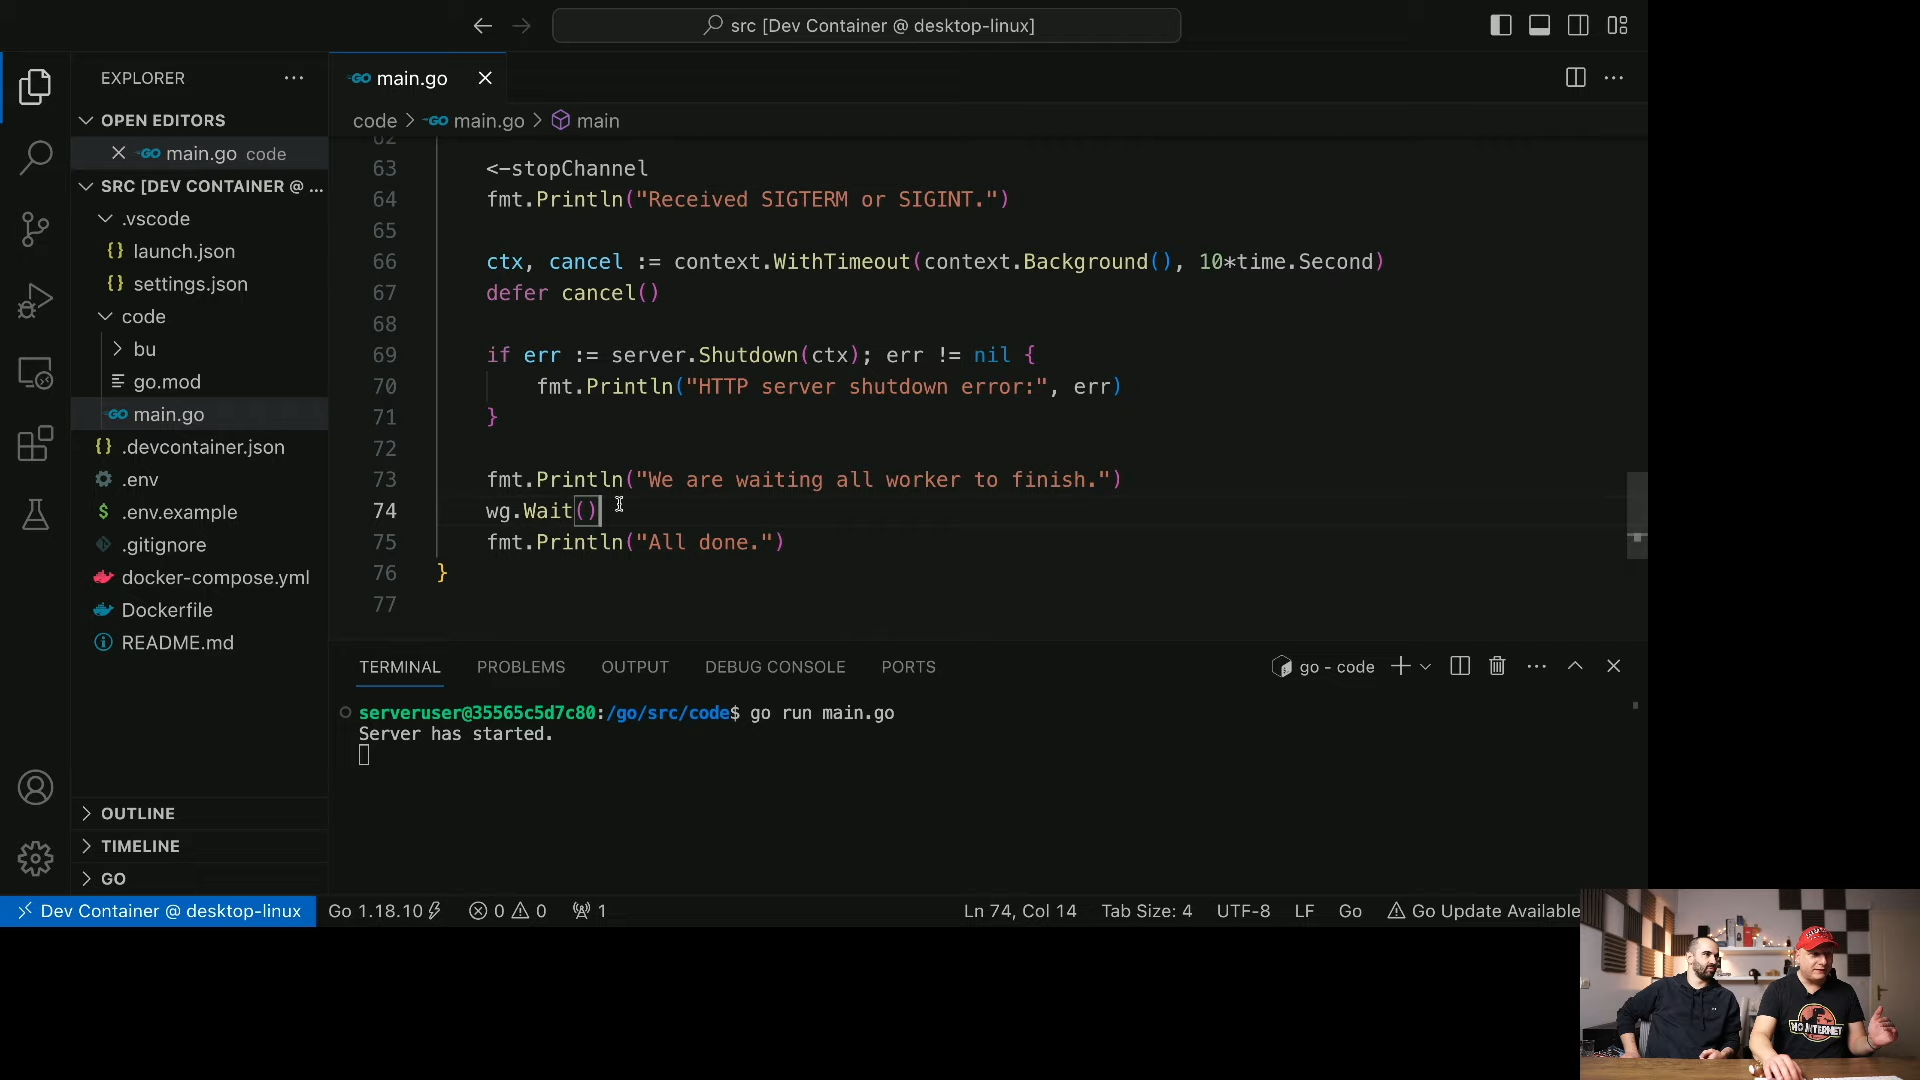 src [Dev Container @ desktop-linux]
EXPLORER
OPEN EDITORS
main.go code
SRC [DEV CONTAINER @ ...
.vscode
launch.json
settings.json
code
bu
go.mod
main.go
.devcontainer.json
.env
.env.example
.gitignore
docker-compose.yml
Dockerfile
README.md
OUTLINE
TIMELINE
GO
main.go
code > main.go > main
62
63 <-stopChannel
64 fmt.Println("Received SIGTERM or SIGINT.")
65
66 ctx, cancel := context.WithTimeout(context.Background(), 10*time.Second)
67 defer cancel()
68
69 if err := server.Shutdown(ctx); err != nil {
70 fmt.Println("HTTP server shutdown error:", err)
71 }
72
73 fmt.Println("We are waiting all worker to finish.")
74 wg.Wait()
75 fmt.Println("All done.")
76 }
77
TERMINAL PROBLEMS OUTPUT DEBUG CONSOLE PORTS go - code
serveruser@35565c5d7c80:/go/src/code$ go run main.go
Server has started.
Dev Container @ desktop-linux Go 1.18.10 0 0 1 Ln 74, Col 14 Tab Size: 4 UTF-8 LF Go Go Update Available
NO INTERNET